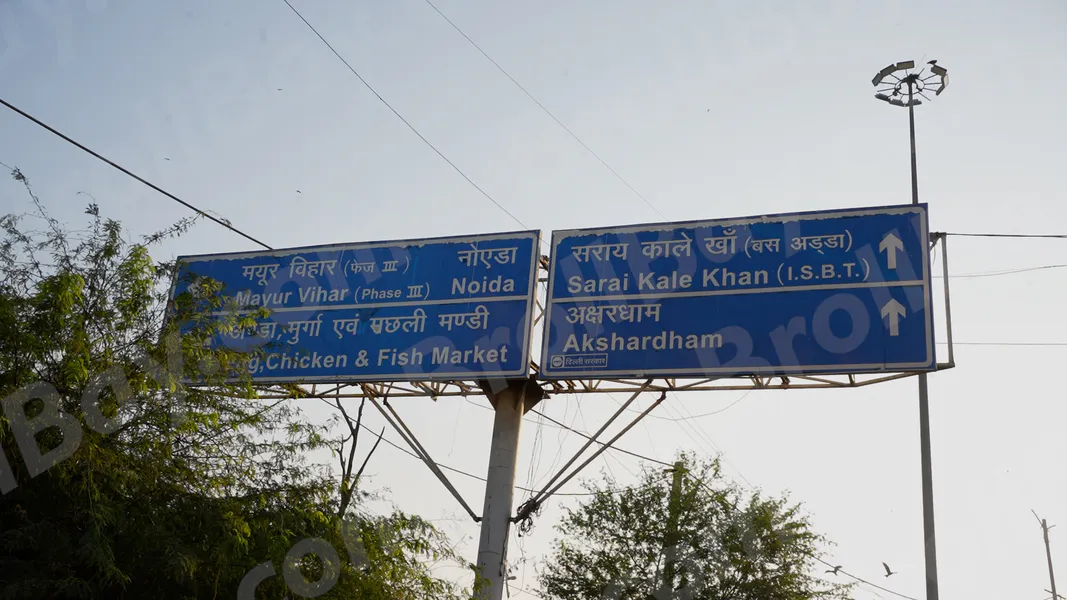 मयूर विहार (फेज III) नोएडा
Mayur Vihar (Phase III) Noida
मुर्गा एवं मछली मण्डी
Chicken & Fish Market
सराय काले खाँ (बस अड्डा)
Sarai Kale Khan (I.S.B.T.)
अक्षरधाम
Akshardham
दिल्ली सरकार